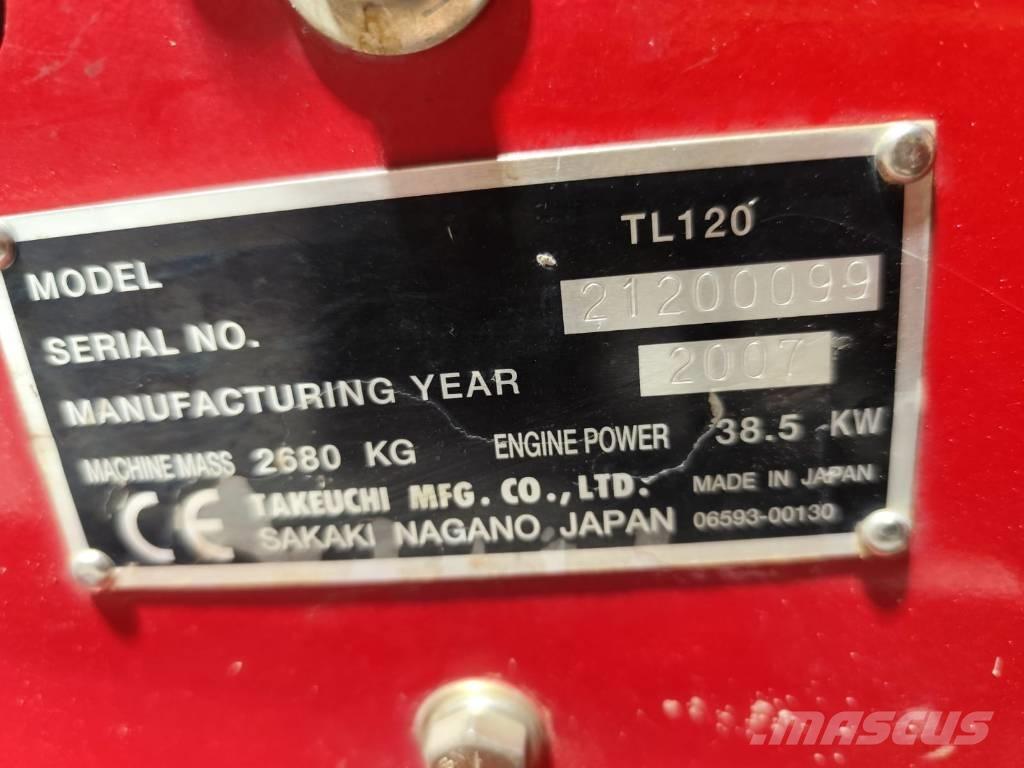 MODEL TL120
SERIAL NO. 21200099
MANUFACTURING YEAR 2007
MACHINE MASS 2680 KG ENGINE POWER 38.5 KW
CE TAKEUCHI MFG. CO., LTD. MADE IN JAPAN
SAKAKI NAGANO JAPAN 06593-00130
MASCUS